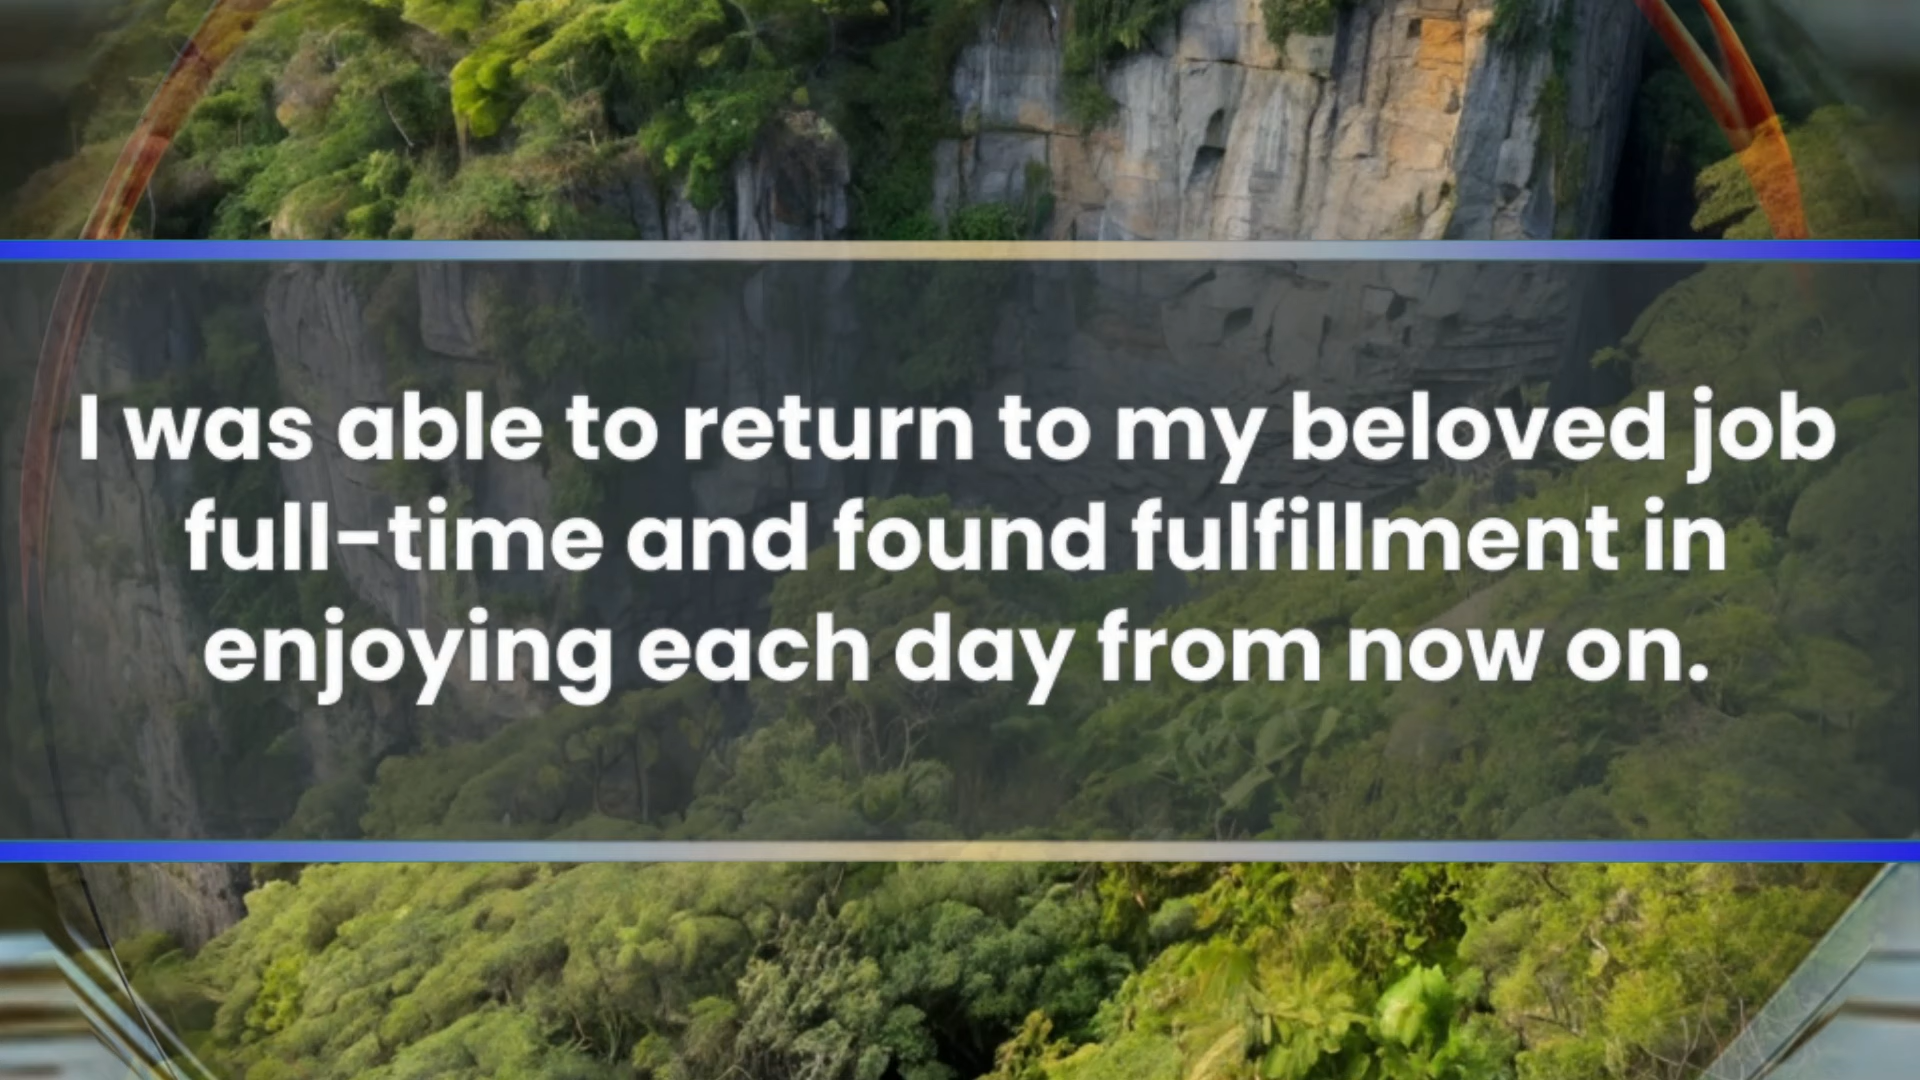 I was able to return to my beloved job
full-time and found fulfillment in
enjoying each day from now on.